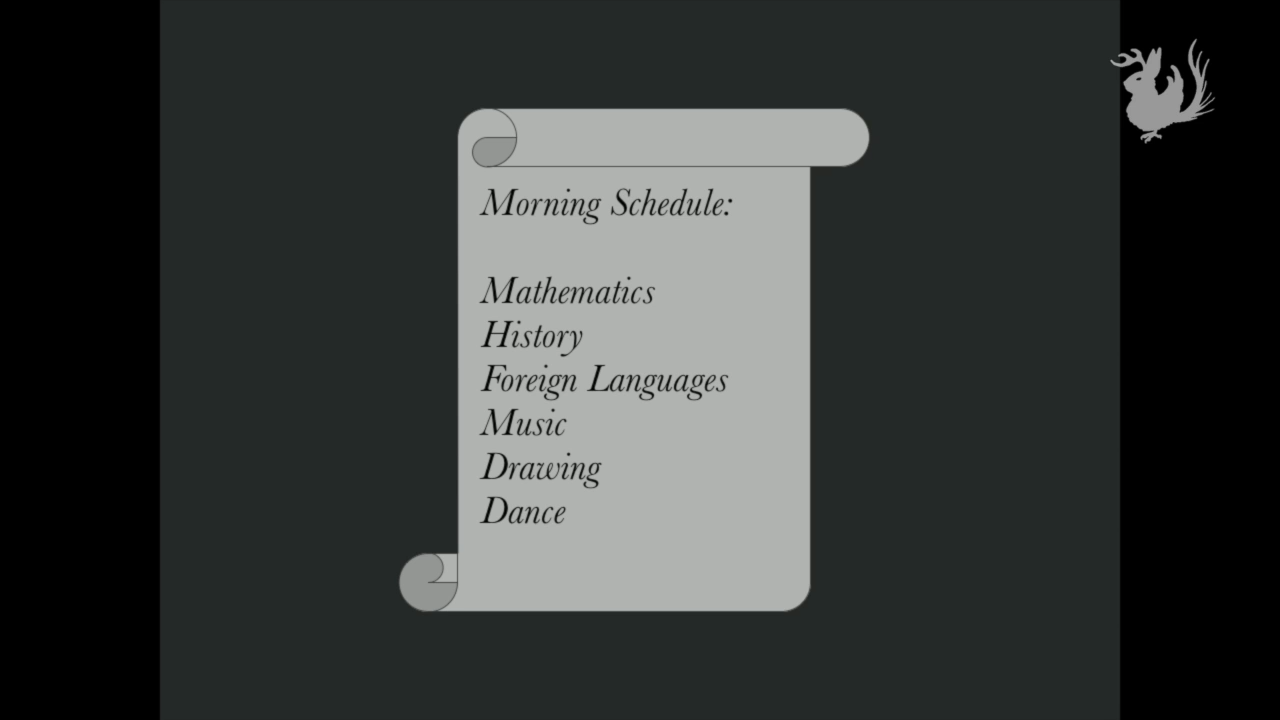 Morning Schedule:
Mathematics
History
Foreign Languages
Music
Drawing
Dance